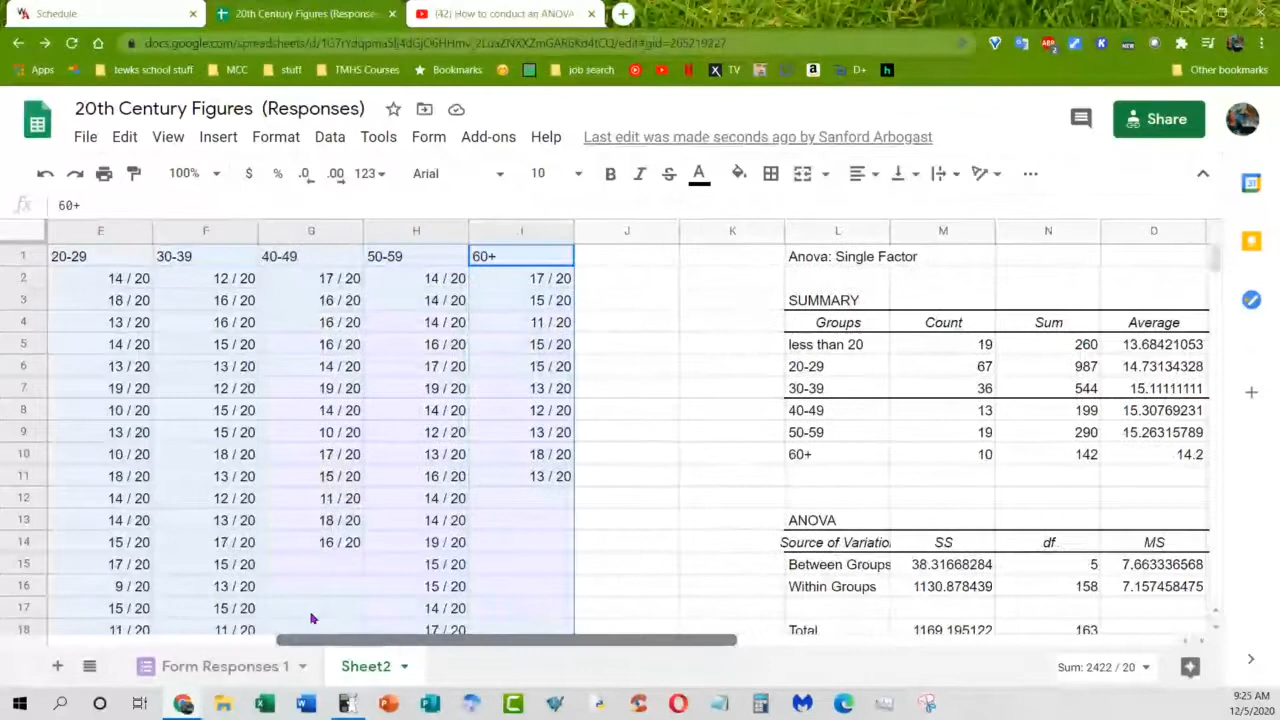 Schedule 20th Century Figures (Response: (42) How to conduct an ANOVA
Apps tewks school stuff MCC stuff TMHS Courses Bookmarks job search TV D+ Other bookmarks
20th Century Figures (Responses)
Share
File Edit View Insert Format Data Tools Form Add-ons Help Last edit was made seconds ago by Sanford Arbogast
100% $ % .0 .00 123 Arial 10 B I S A
fx 60+
E F G H I J K L M N D
1 20-29 30-39 40-49 50-59 60+ Anova: Single Factor
2 14 / 20 12 / 20 17 / 20 14 / 20 17 / 20
3 18 / 20 16 / 20 16 / 20 14 / 20 15 / 20 SUMMARY
4 13 / 20 16 / 20 16 / 20 14 / 20 11 / 20 Groups Count Sum Average
5 14 / 20 15 / 20 16 / 20 16 / 20 15 / 20 less than 20 19 260 13.68421053
6 13 / 20 13 / 20 14 / 20 17 / 20 15 / 20 20-29 67 987 14.73134328
7 19 / 20 12 / 20 19 / 20 19 / 20 13 / 20 30-39 36 544 15.11111111
8 10 / 20 15 / 20 14 / 20 14 / 20 12 / 20 40-49 13 199 15.30769231
9 13 / 20 15 / 20 10 / 20 12 / 20 13 / 20 50-59 19 290 15.26315789
10 10 / 20 18 / 20 17 / 20 13 / 20 18 / 20 60+ 10 142 14.2
11 18 / 20 13 / 20 15 / 20 16 / 20 13 / 20
12 14 / 20 12 / 20 11 / 20 14 / 20
13 14 / 20 14 / 20 18 / 20 14 / 20 ANOVA
14 15 / 20 17 / 20 16 / 20 19 / 20 Source of Variation SS df MS
15 17 / 20 15 / 20 15 / 20 Between Groups 38.31668284 5 7.663336568
16 9 / 20 13 / 20 15 / 20 Within Groups 1130.878439 158 7.157458475
17 15 / 20 15 / 20 14 / 20
18 11 / 20 11 / 20 17 / 20 Total 1169.195122 163
Form Responses 1 Sheet2 Sum: 2422 / 20
9:25 AM
12/5/2020